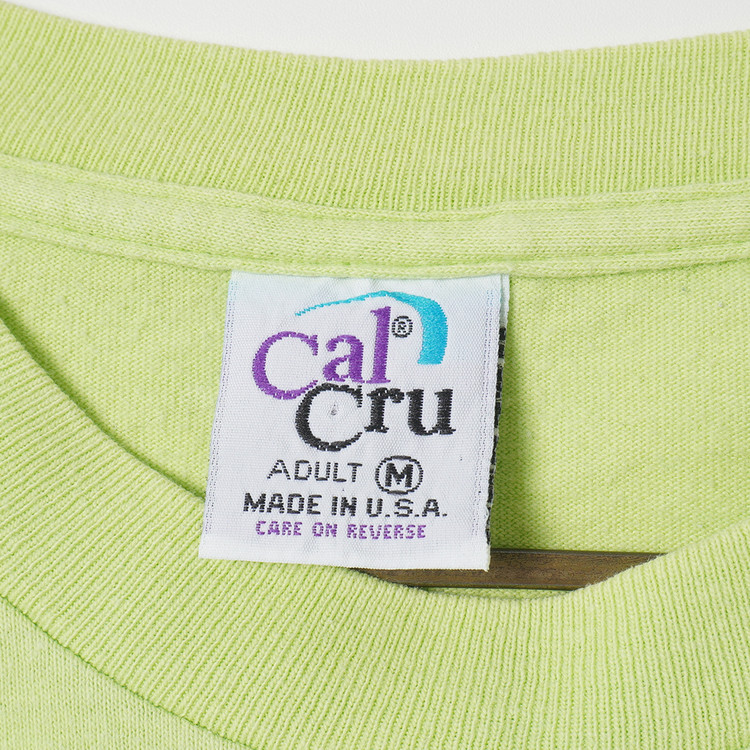 Cal®
Cru
ADULT M
MADE IN U.S.A.
CARE ON REVERSE